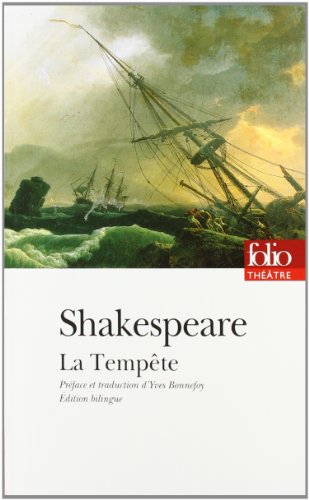 folio
THÉÂTRE
Shakespeare
La Tempête
Préface et traduction d'Yves Bonnefoy
Édition bilingue